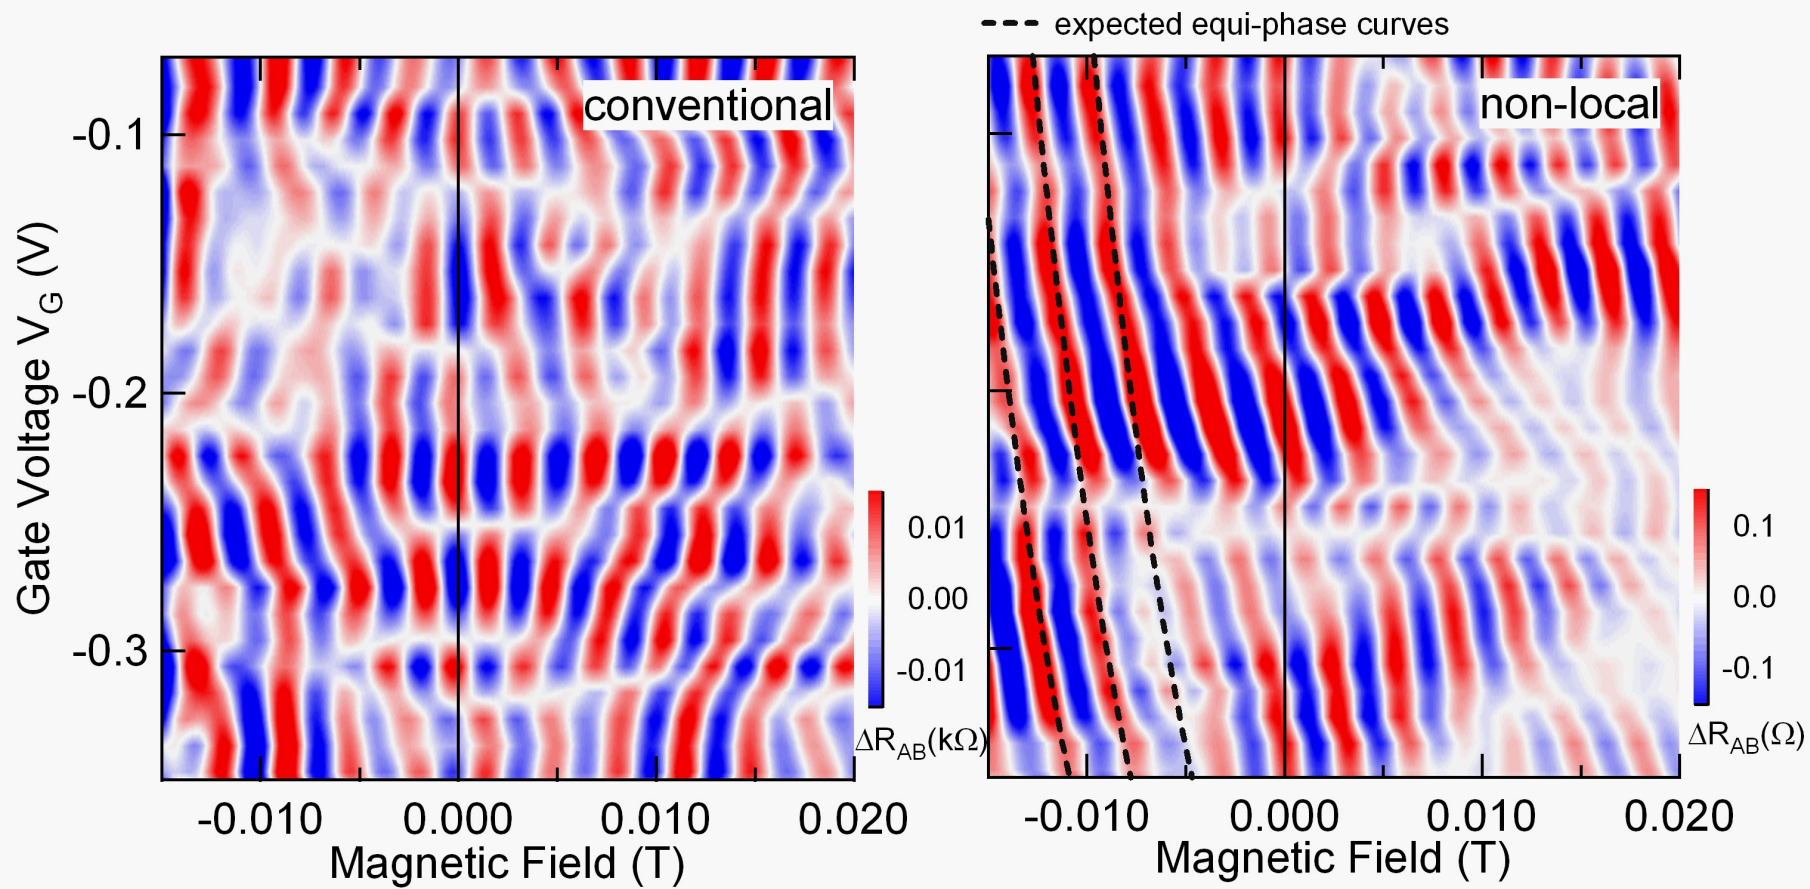 expected equi-phase curves
conventional
non-local
Gate Voltage V_G (V)
-0.1
-0.2
-0.3
0.01
0.00
-0.01
ΔR_AB(kΩ)
0.1
0.0
-0.1
ΔR_AB(Ω)
-0.010 0.000 0.010 0.020
Magnetic Field (T)
-0.010 0.000 0.010 0.020
Magnetic Field (T)